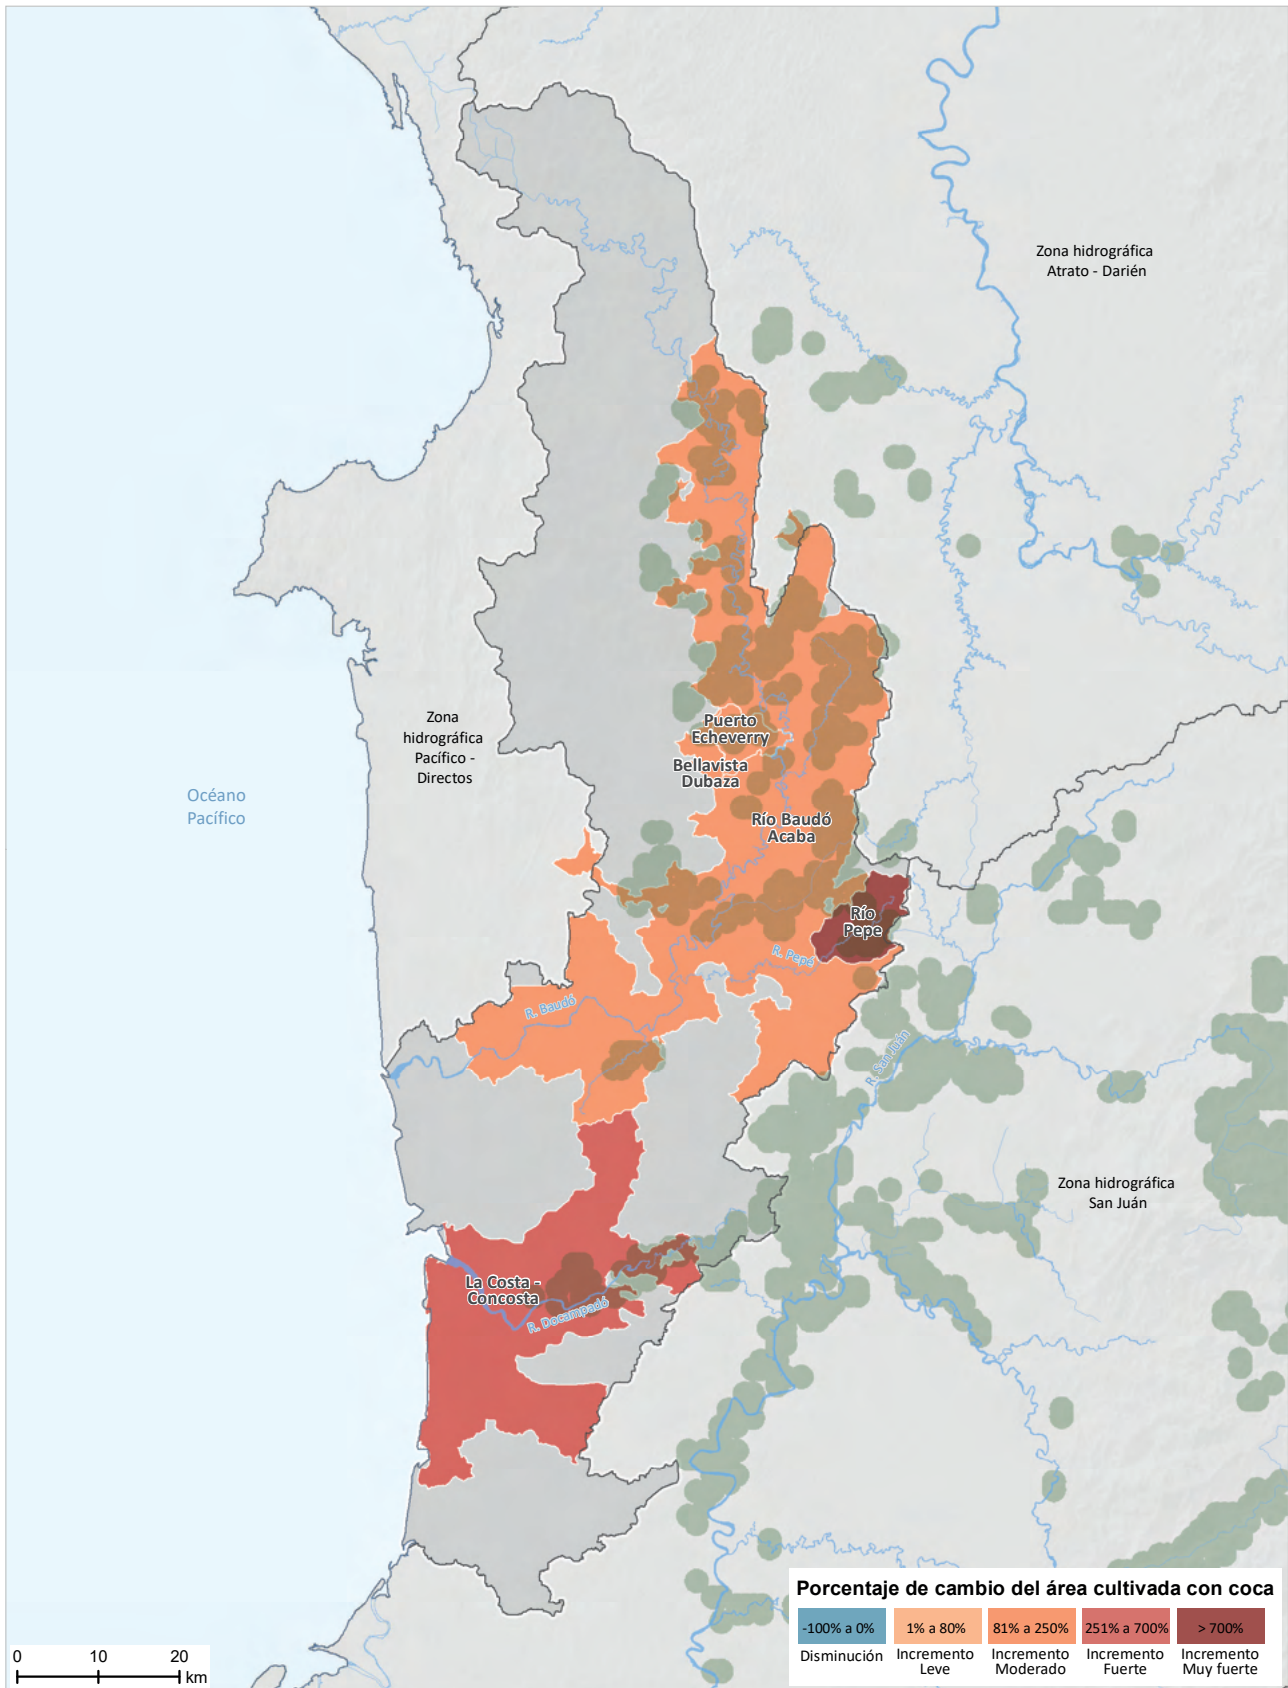 Zona hidrográfica
Atrato - Darién
Zona
hidrográfica
Pacífico -
Directos
Océano
Pacífico
Puerto
Echeverry
Bellavista
Dubaza
Río Baudó
Acaba
Río
Pepe
R. Pepé
R. Baudó
R. San Juán
Zona hidrográfica
San Juán
La Costa -
Concosta
R. Docampadó
Porcentaje de cambio del área cultivada con coca
-100% a 0% 1% a 80% 81% a 250% 251% a 700% > 700%
Disminución Incremento Incremento Incremento Incremento
Leve Moderado Fuerte Muy fuerte
0 10 20
km